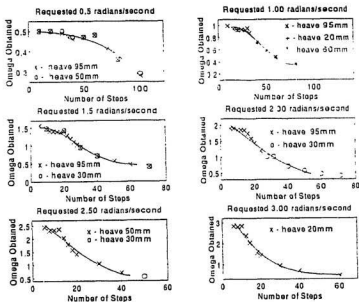 Requested 0.5 radians/second
Omega Obtained
0.5
0.4
0.3
x - heave 95mm
o - heave 50mm
0
50
100
Number of Steps
Requested 1.00 radians/second
Omega Obtained
1
0.8
0.6
0.4
x - heave 95mm
+ - heave 20mm
- heave 60mm
0
50
100
Number of Steps
Requested 1.5 radians/second
Omega Obtained
1.5
1
0.5
0
x - heave 95mm
o - heave 30mm
0
20
40
60
80
Number of Steps
Requested 2 30 radians/second
Omega Obtained
2
1.5
1
0.5
x - heave 95mm
o - heave 30mm
0
20
40
60
Number of Steps
Requested 2.50 radians/second
Omega Obtained
2.5
2
1.5
1
0.5
x - heave 50mm
o - heave 30mm
0
20
40
Number of Steps
Requested 3.00 radians/second
Omega Obtained
3
2
1
0
x - heave 20mm
0
20
40
60
Number of Steps